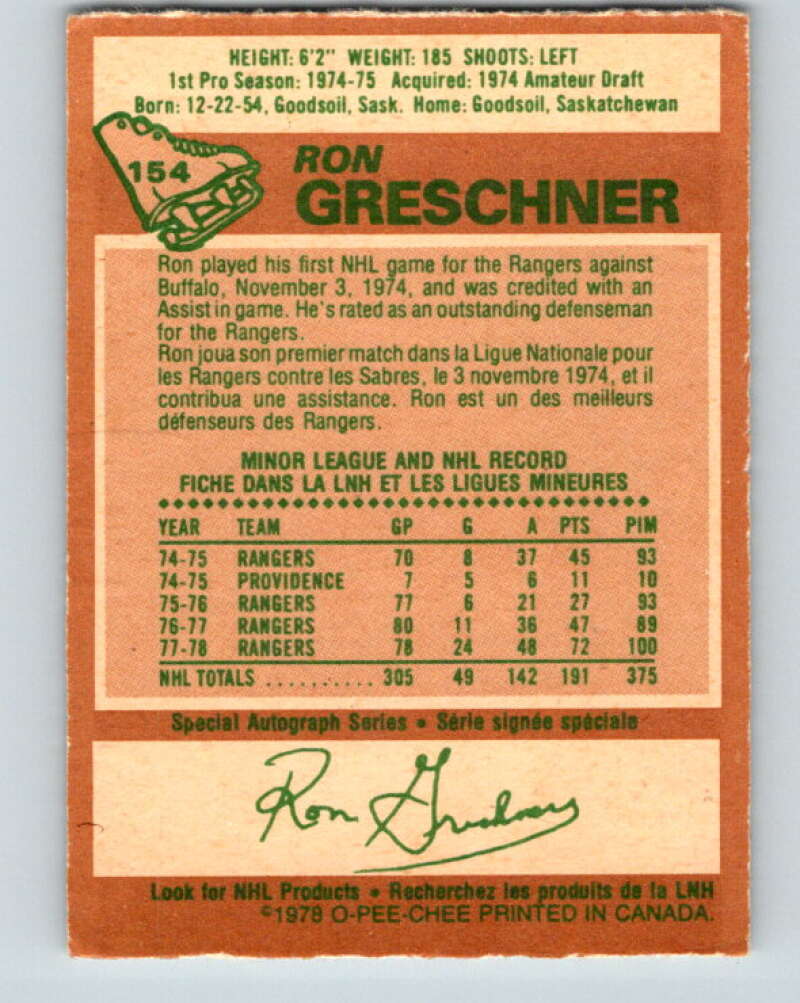 HEIGHT: 6'2" WEIGHT: 185 SHOOTS: LEFT
1st Pro Season: 1974-75 Acquired: 1974 Amateur Draft
Born: 12-22-54, Goodsoil, Sask. Home: Goodsoil, Saskatchewan
154
RON
GRESCHNER
Ron played his first NHL game for the Rangers against
Buffalo, November 3, 1974, and was credited with an
Assist in game. He's rated as an outstanding defenseman
for the Rangers.
Ron joua son premier match dans la Ligue Nationale pour
les Rangers contre les Sabres, le 3 novembre 1974, et il
contribua une assistance. Ron est un des meilleurs
défenseurs des Rangers.
MINOR LEAGUE AND NHL RECORD
FICHE DANS LA LNH ET LES LIGUES MINEURES
YEAR TEAM GP G A PTS PIM
74-75 RANGERS 70 8 37 45 93
74-75 PROVIDENCE 7 5 6 11 10
75-76 RANGERS 77 6 21 27 93
76-77 RANGERS 80 11 36 47 89
77-78 RANGERS 78 24 48 72 100
NHL TOTALS .......... 305 49 142 191 375
Special Autograph Series • Série signée spéciale
Ron Greschner
Look for NHL Products • Recherchez les produits de la LNH
©1978 O-PEE-CHEE PRINTED IN CANADA.